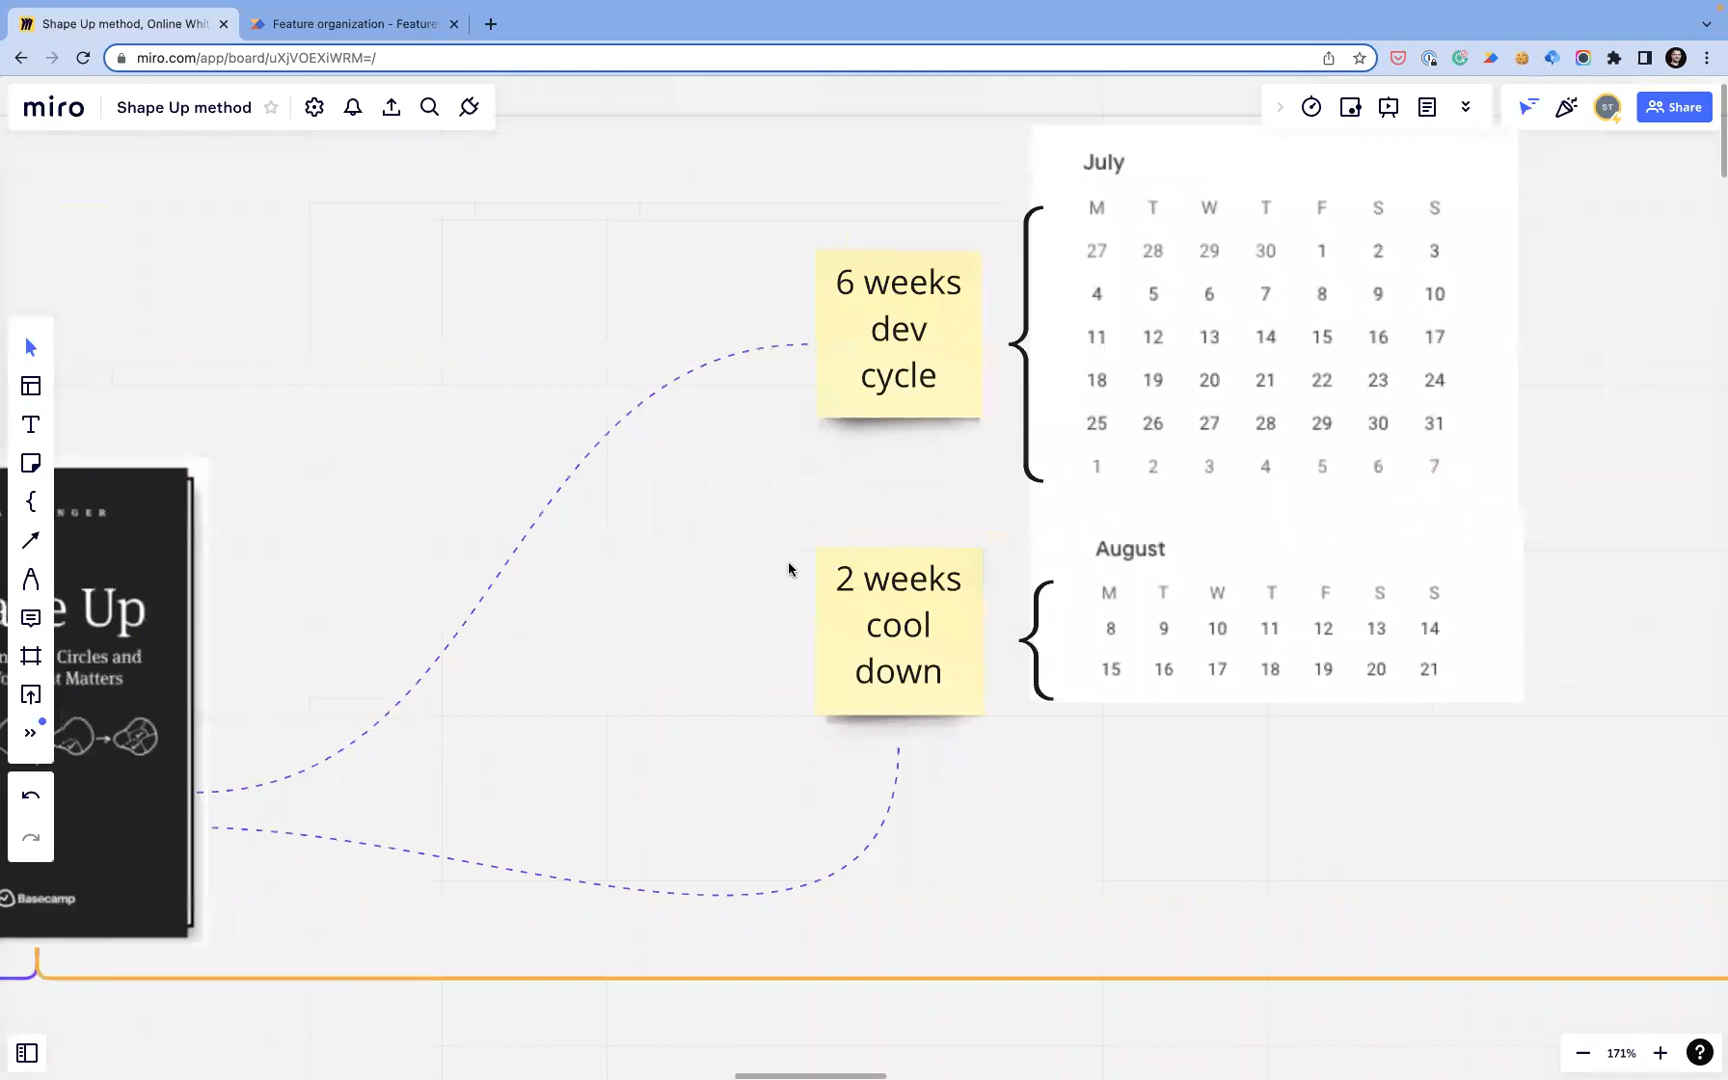 Shape Up method, Online Whi
Feature organization - Feature
miro.com/app/board/uXjVOEXiWRM=/
miro
Shape Up method
ST
Share
July
M T W T F S S
27 28 29 30 1 2 3
4 5 6 7 8 9 10
11 12 13 14 15 16 17
18 19 20 21 22 23 24
25 26 27 28 29 30 31
1 2 3 4 5 6 7
6 weeks
dev
cycle
August
M T W T F S S
8 9 10 11 12 13 14
15 16 17 18 19 20 21
2 weeks
cool
down
NGER
e Up
Circles and
t Matters
Basecamp
171%